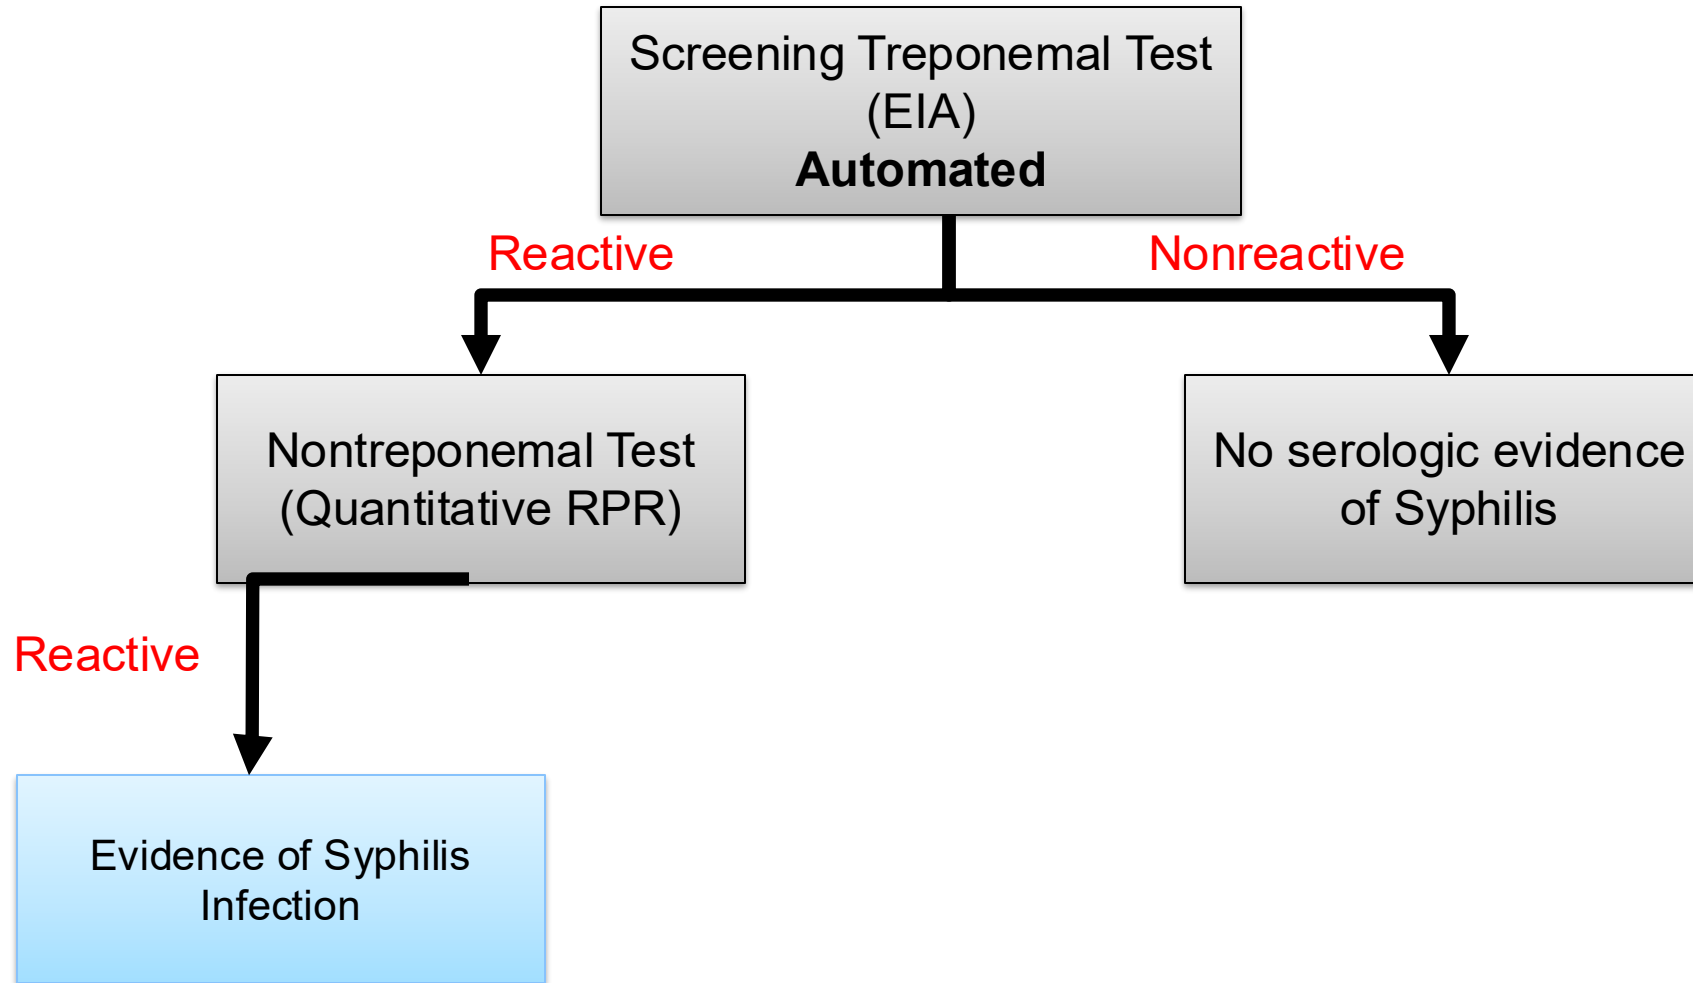 Screening Treponemal Test
(EIA)
Automated
Reactive
Nonreactive
Nontreponemal Test
(Quantitative RPR)
No serologic evidence
of Syphilis
Reactive
Evidence of Syphilis
Infection